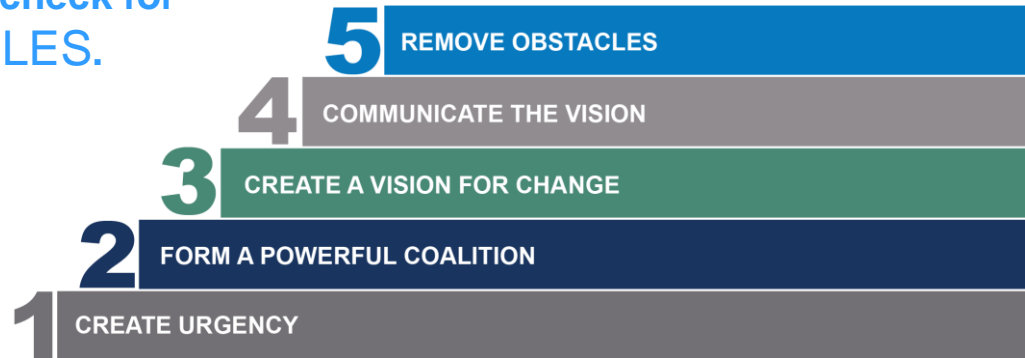 check for
LES.
5 REMOVE OBSTACLES
4 COMMUNICATE THE VISION
3 CREATE A VISION FOR CHANGE
2 FORM A POWERFUL COALITION
1 CREATE URGENCY